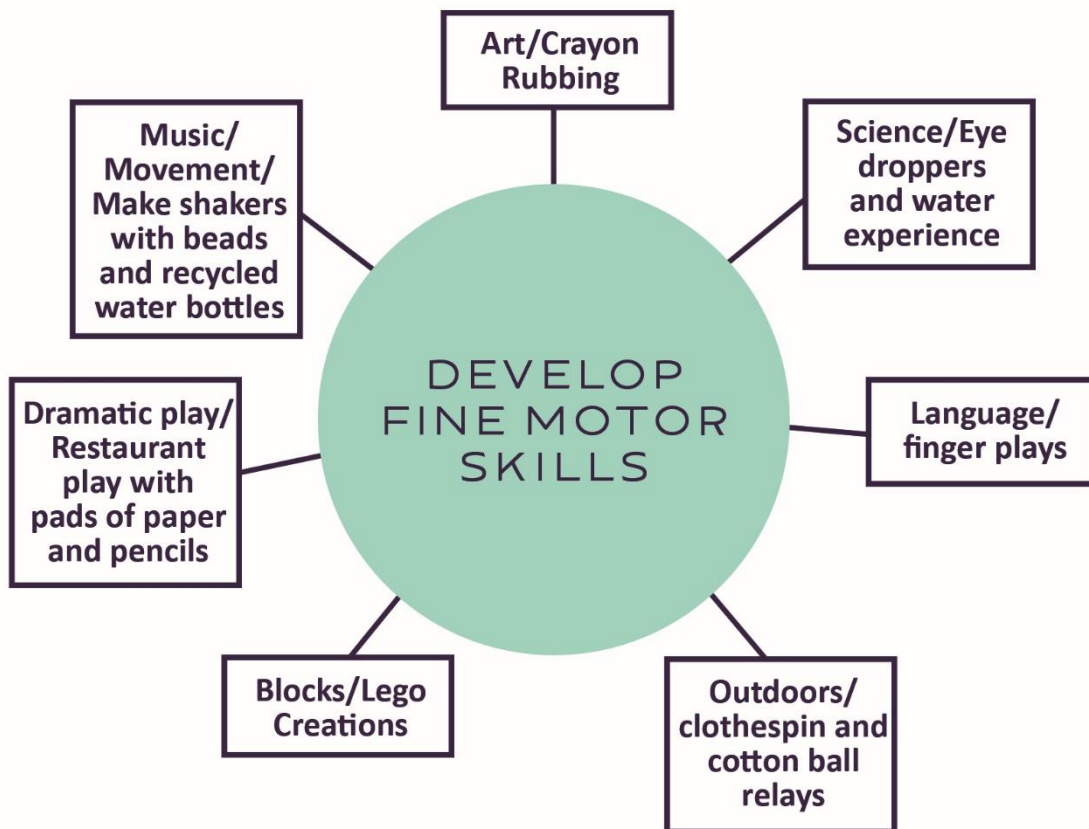 Art/Crayon
Rubbing
Science/Eye
droppers
and water
experience
Language/
finger plays
Outdoors/
clothespin and
cotton ball
relays
Blocks/Lego
Creations
Dramatic play/
Restaurant
play with
pads of paper
and pencils
Music/
Movement/
Make shakers
with beads
and recycled
water bottles
DEVELOP
FINE MOTOR
SKILLS